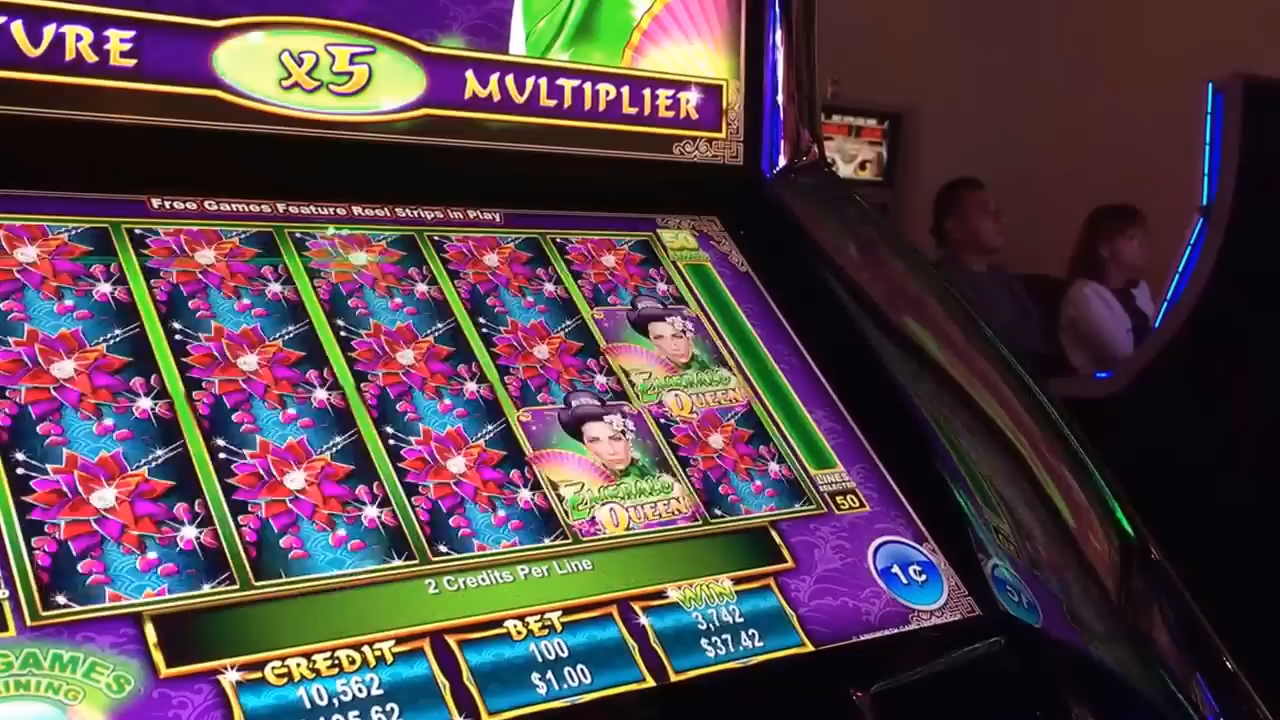 x5
MULTIPLIER
Free Games Feature Reel Strips in Play
50
EMERALD
QUEEN
EMERALD
QUEEN
LINES
SELECTED
50
2 Credits Per Line
1¢
CREDIT
10,562
BET
100
$1.00
WIN
3,742
$37.42
GAMES